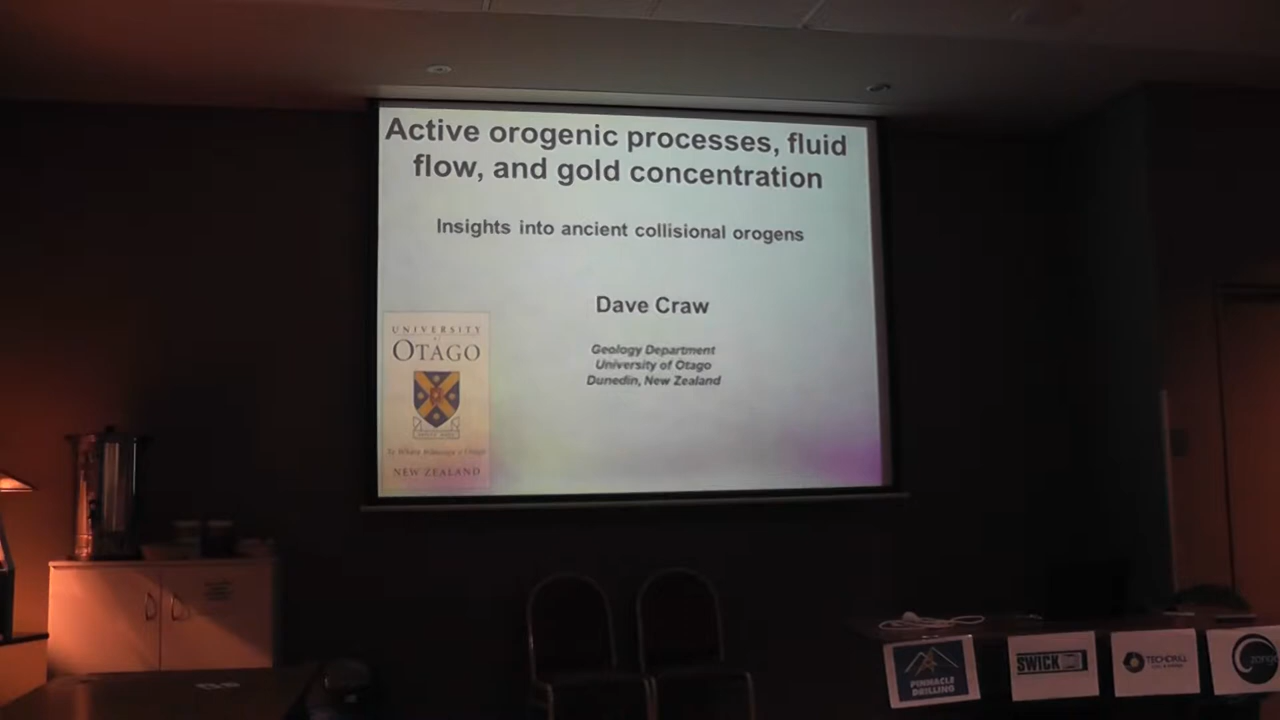 Active orogenic processes, fluid
flow, and gold concentration
Insights into ancient collisional orogens
Dave Craw
Geology Department
University of Otago
Dunedin, New Zealand
UNIVERSITY
OTAGO
NEW ZEALAND
PINNACLE
DRILLING
SWICK
TECHDRILL